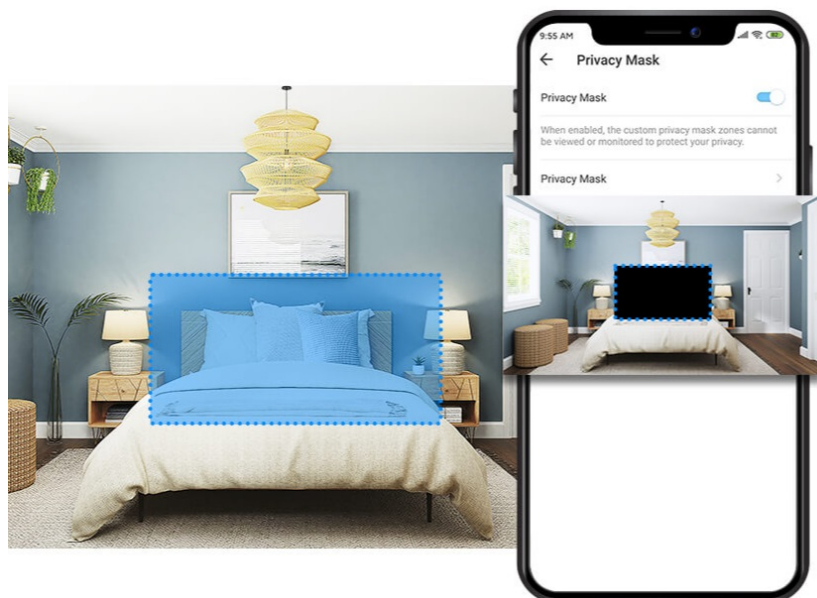 9:55 AM
Privacy Mask
Privacy Mask
When enabled, the custom privacy mask zones cannot
be viewed or monitored to protect your privacy.
Privacy Mask